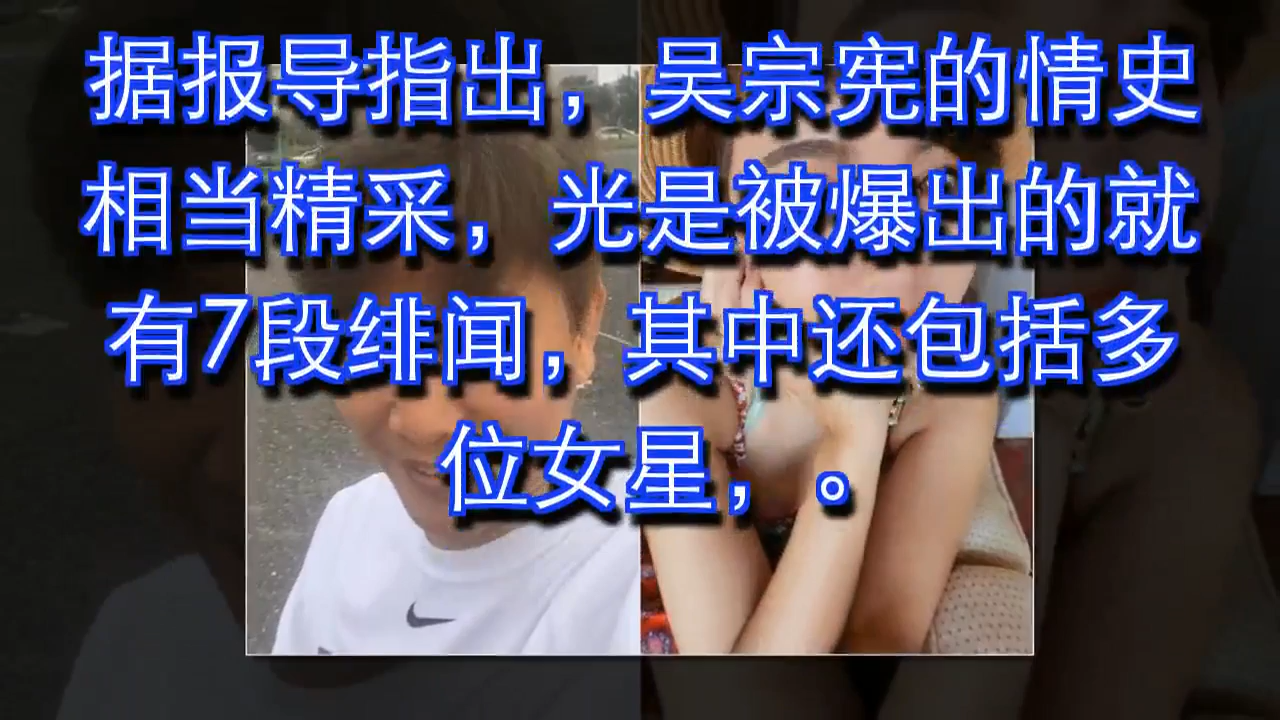 据报导指出，吴宗宪的情史
相当精采，光是被爆出的就
有7段绯闻，其中还包括多
位女星，。